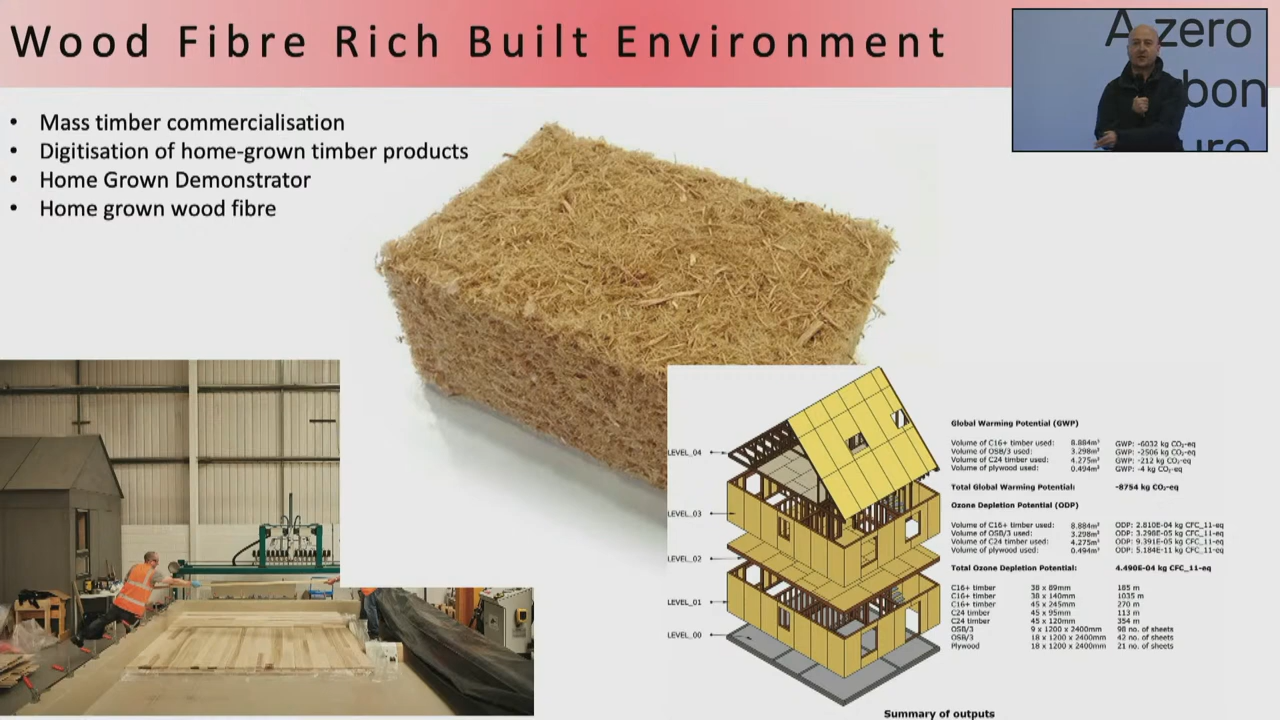 Wood Fibre Rich Built Environment
A zero
bon
ure
• Mass timber commercialisation
• Digitisation of home-grown timber products
• Home Grown Demonstrator
• Home grown wood fibre
LEVEL_04
LEVEL_03
LEVEL_02
LEVEL_01
LEVEL_00
Global Warming Potential (GWP)
Volume of C16+ timber used: 8.884m³ GWP: -6032 kg CO₂-eq
Volume of OSB/3 used: 3.298m³ GWP: -2506 kg CO₂-eq
Volume of C24 timber used: 4.275m³ GWP: -212 kg CO₂-eq
Volume of plywood used: 0.494m³ GWP: -4 kg CO₂-eq
Total Global Warming Potential: -8754 kg CO₂-eq
Ozone Depletion Potential (ODP)
Volume of C16+ timber used: 8.884m³ ODP: 2.810E-04 kg CFC_11-eq
Volume of OSB/3 used: 3.298m³ ODP: 3.298E-05 kg CFC_11-eq
Volume of C24 timber used: 4.275m³ ODP: 9.391E-05 kg CFC_11-eq
Volume of plywood used: 0.494m³ ODP: 5.184E-11 kg CFC_11-eq
Total Ozone Depletion Potential: 4.490E-04 kg CFC_11-eq
C16+ timber 38 x 89mm 185 m
C16+ timber 38 x 140mm 1035 m
C16+ timber 45 x 245mm 270 m
C24 timber 45 x 95mm 113 m
C24 timber 45 x 120mm 354 m
OSB/3 9 x 1200 x 2400mm 98 no. of sheets
OSB/3 18 x 1200 x 2400mm 42 no. of sheets
Plywood 18 x 1200 x 2400mm 21 no. of sheets
Summary of outputs